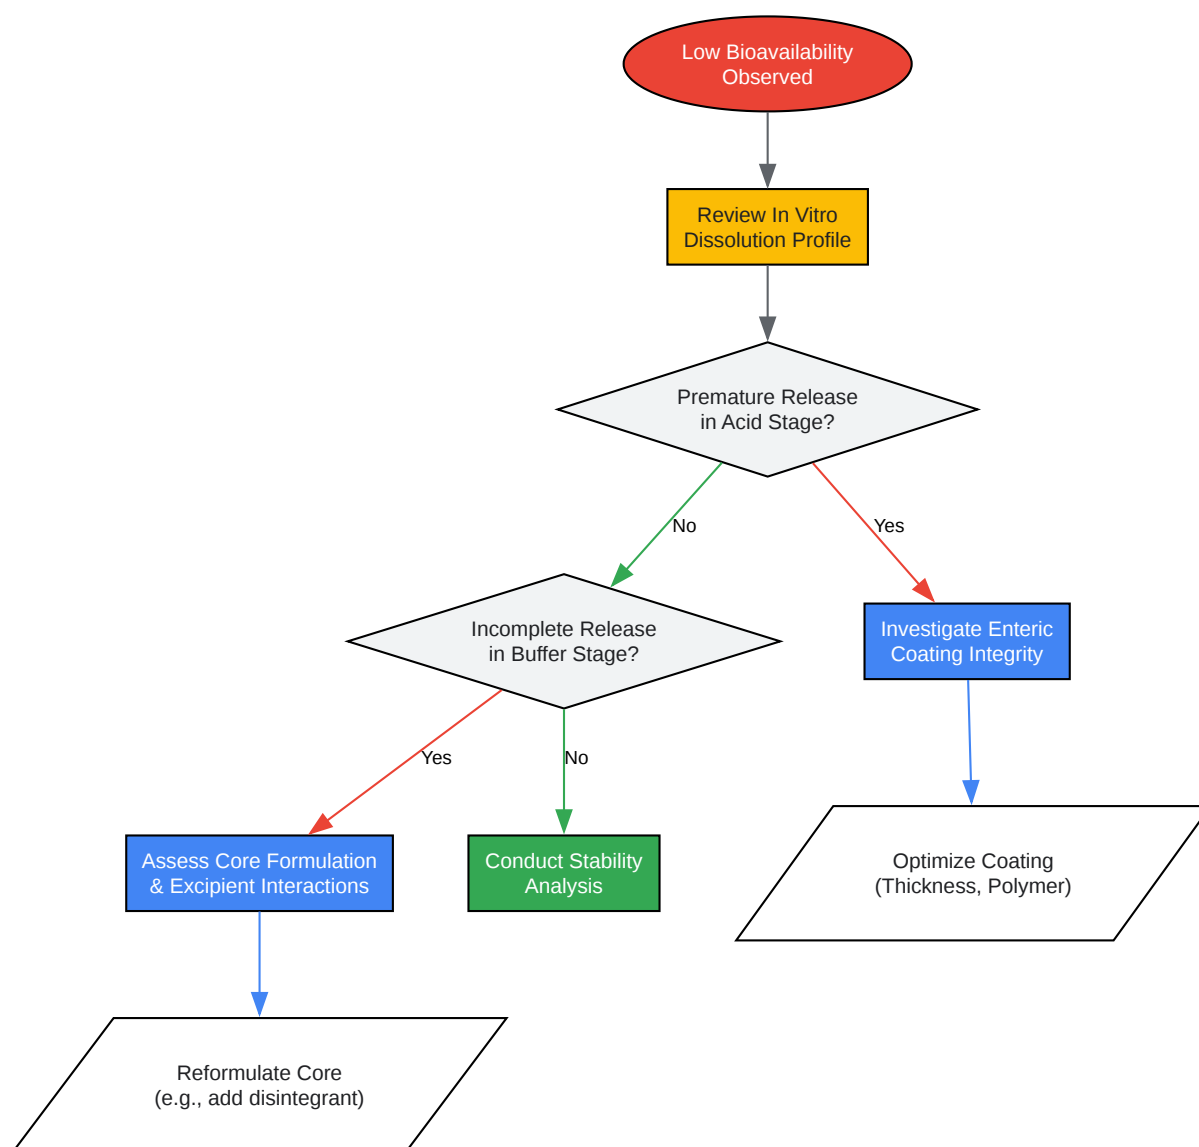 Low Bioavailability
Observed
Review In Vitro
Dissolution Profile
Premature Release
in Acid Stage?
No
Yes
Incomplete Release
in Buffer Stage?
Investigate Enteric
Coating Integrity
Yes
No
Assess Core Formulation
& Excipient Interactions
Conduct Stability
Analysis
Optimize Coating
(Thickness, Polymer)
Reformulate Core
(e.g., add disintegrant)